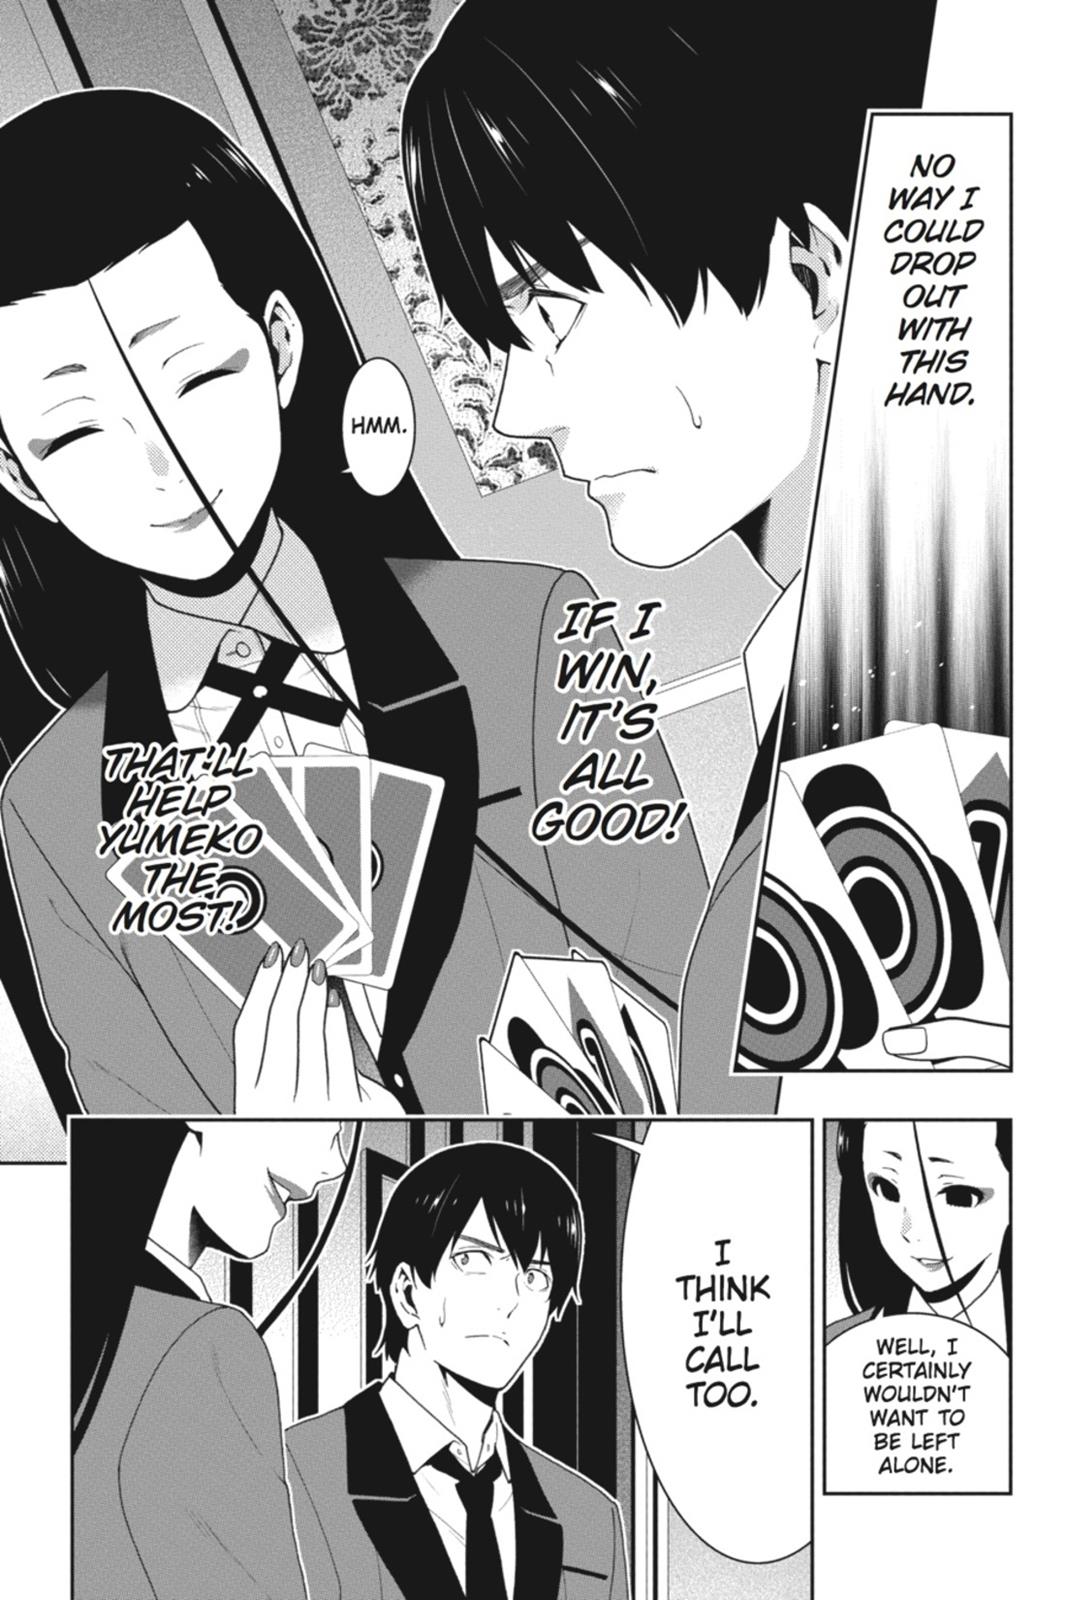 NO
WAY I
COULD
DROP
OUT
WITH
THIS
HAND.
HMM.
IF I
WIN,
IT'S
ALL
GOOD!
THAT'LL
HELP
YUMEKO
THE
MOST!
WELL, I
CERTAINLY
WOULDN'T
WANT TO
BE LEFT
ALONE.
I
THINK
I'LL
CALL
TOO.